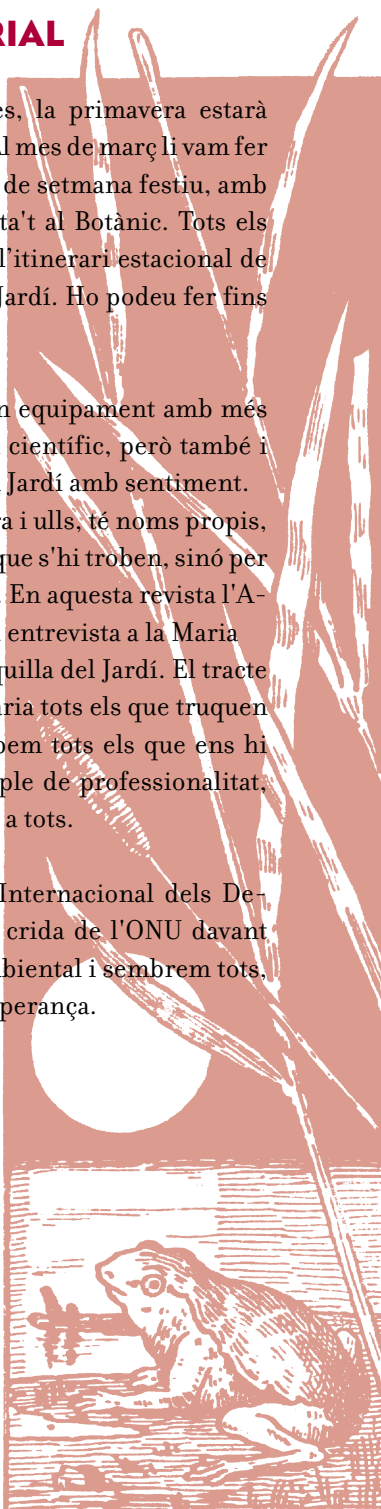 RIAL
es, la primavera estarà
Al mes de març li vam fer
de setmana festiu, amb
ta't al Botànic. Tots els
l'itinerari estacional de
Jardí. Ho podeu fer fins
n equipament amb més
científic, però també i
Jardí amb sentiment.
a i ulls, té noms propis,
que s'hi troben, sinó per
. En aquesta revista l'A-
entrevista a la Maria
quilla del Jardí. El tracte
ària tots els que truquen
bem tots els que ens hi
ple de professionalitat,
a tots.
Internacional dels De-
crida de l'ONU davant
biental i sembrem tots,
perança.